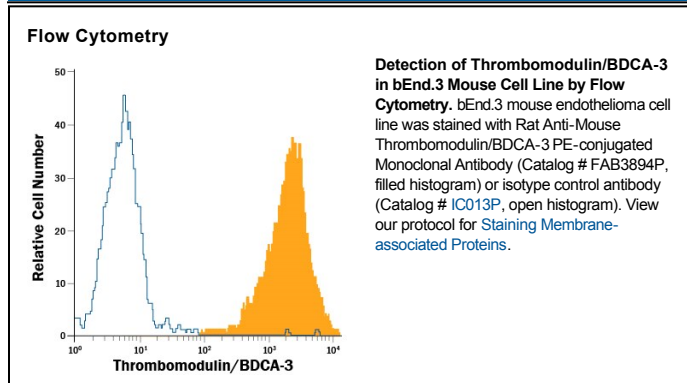 Flow Cytometry
50
40
30
20
10
0
Relative Cell Number
10⁰ 10¹ 10² 10³ 10⁴
Thrombomodulin/BDCA-3
Detection of Thrombomodulin/BDCA-3
in bEnd.3 Mouse Cell Line by Flow
Cytometry. bEnd.3 mouse endothelioma cell
line was stained with Rat Anti-Mouse
Thrombomodulin/BDCA-3 PE-conjugated
Monoclonal Antibody (Catalog # FAB3894P,
filled histogram) or isotype control antibody
(Catalog # IC013P, open histogram). View
our protocol for Staining Membrane-
associated Proteins.